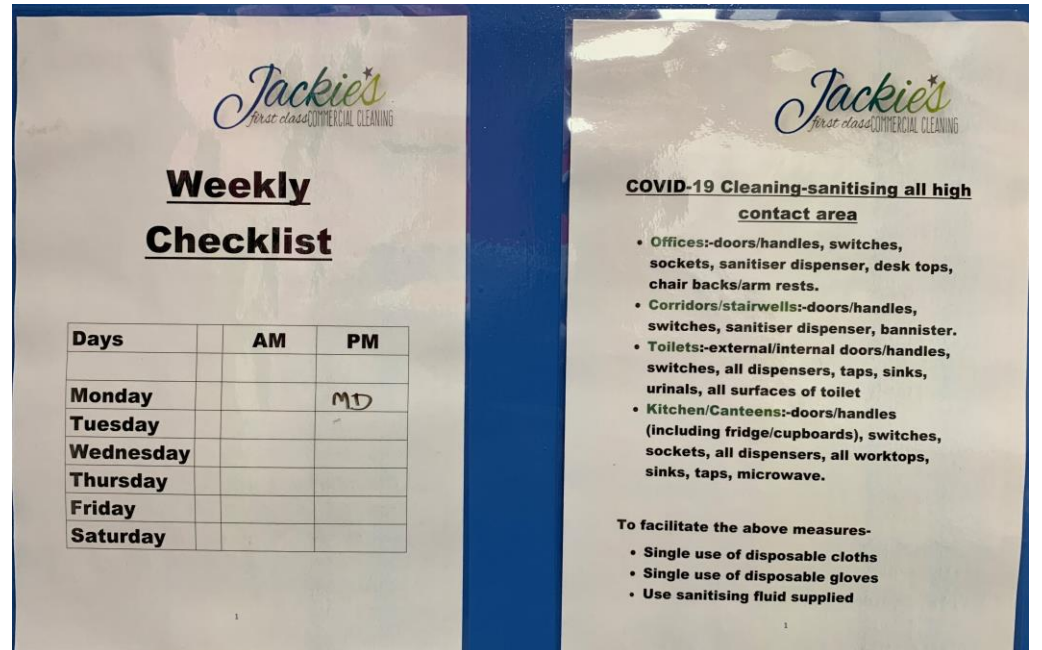 Jackie's
first class COMMERCIAL CLEANING
Weekly
Checklist
Days AM PM
Monday MD
Tuesday
Wednesday
Thursday
Friday
Saturday
1
Jackie's
first class COMMERCIAL CLEANING
COVID-19 Cleaning-sanitising all high
contact area
• Offices:-doors/handles, switches,
sockets, sanitiser dispenser, desk tops,
chair backs/arm rests.
• Corridors/stairwells:-doors/handles,
switches, sanitiser dispenser, bannister.
• Toilets:-external/internal doors/handles,
switches, all dispensers, taps, sinks,
urinals, all surfaces of toilet
• Kitchen/Canteens:-doors/handles
(including fridge/cupboards), switches,
sockets, all dispensers, all worktops,
sinks, taps, microwave.
To facilitate the above measures-
• Single use of disposable cloths
• Single use of disposable gloves
• Use sanitising fluid supplied
1